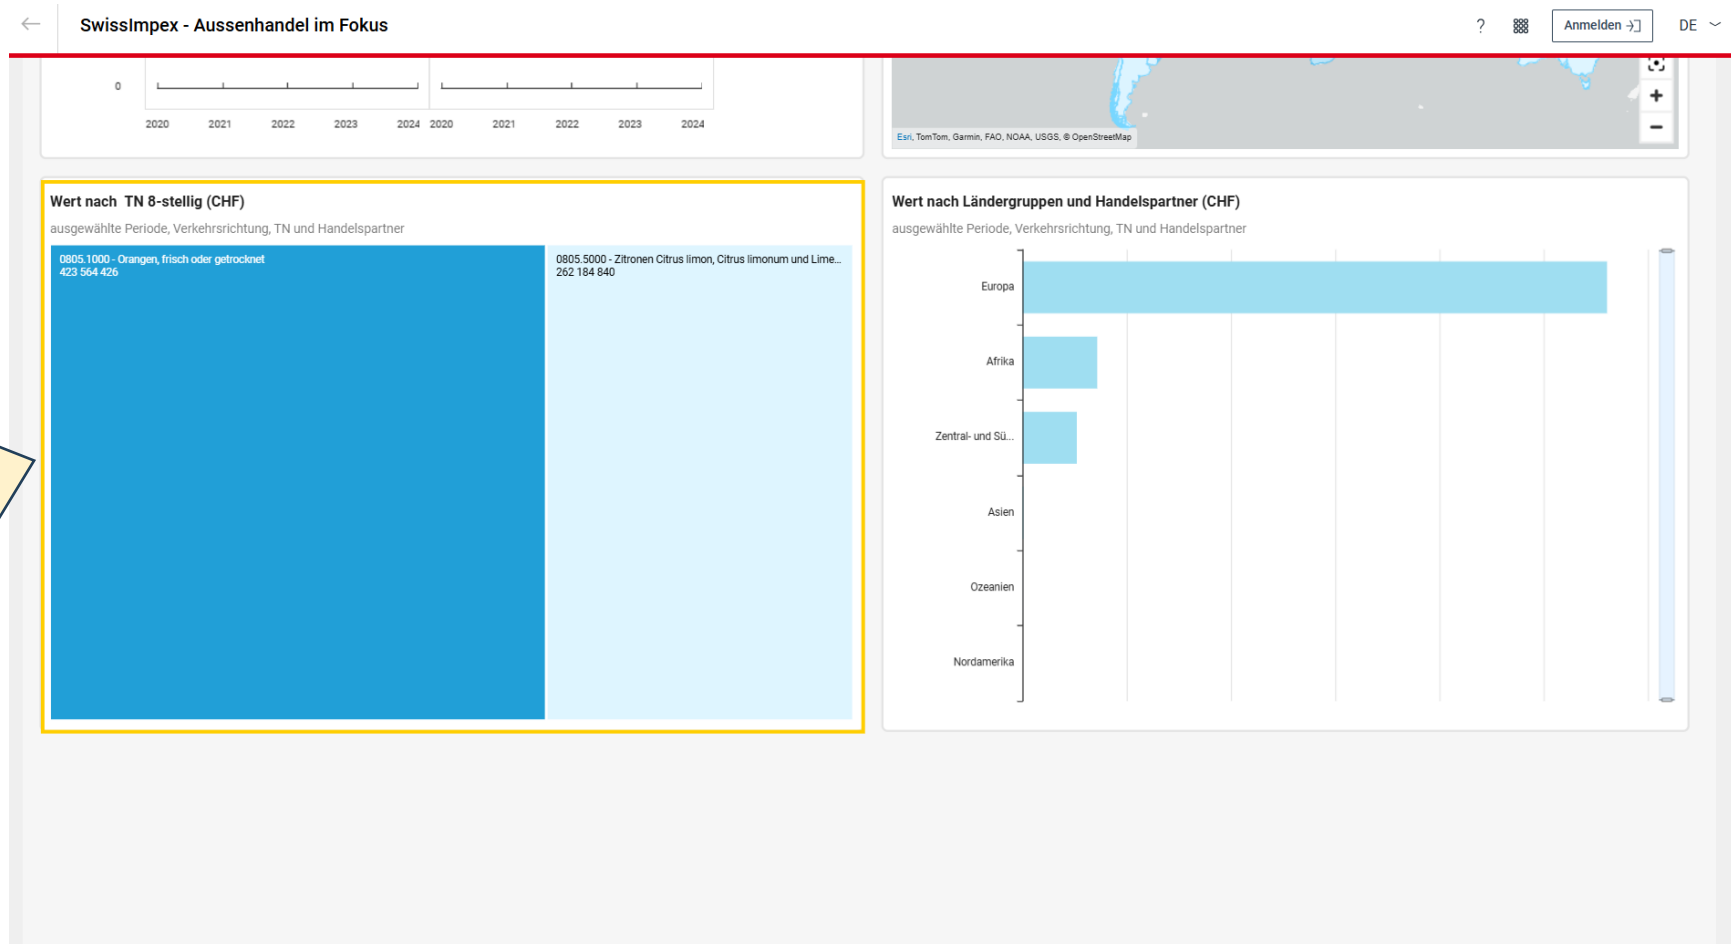 SwissImpex - Aussenhandel im Fokus
?
Anmelden
DE
0
2020 2021 2022 2023 2024 2020 2021 2022 2023 2024
Esri, TomTom, Garmin, FAO, NOAA, USGS, © OpenStreetMap
+
−
Wert nach TN 8-stellig (CHF)
ausgewählte Periode, Verkehrsrichtung, TN und Handelspartner
0805.1000 - Orangen, frisch oder getrocknet
423 564 426
0805.5000 - Zitronen Citrus limon, Citrus limonum und Lime...
262 184 840
Wert nach Ländergruppen und Handelspartner (CHF)
ausgewählte Periode, Verkehrsrichtung, TN und Handelspartner
Europa
Afrika
Zentral- und Sü...
Asien
Ozeanien
Nordamerika